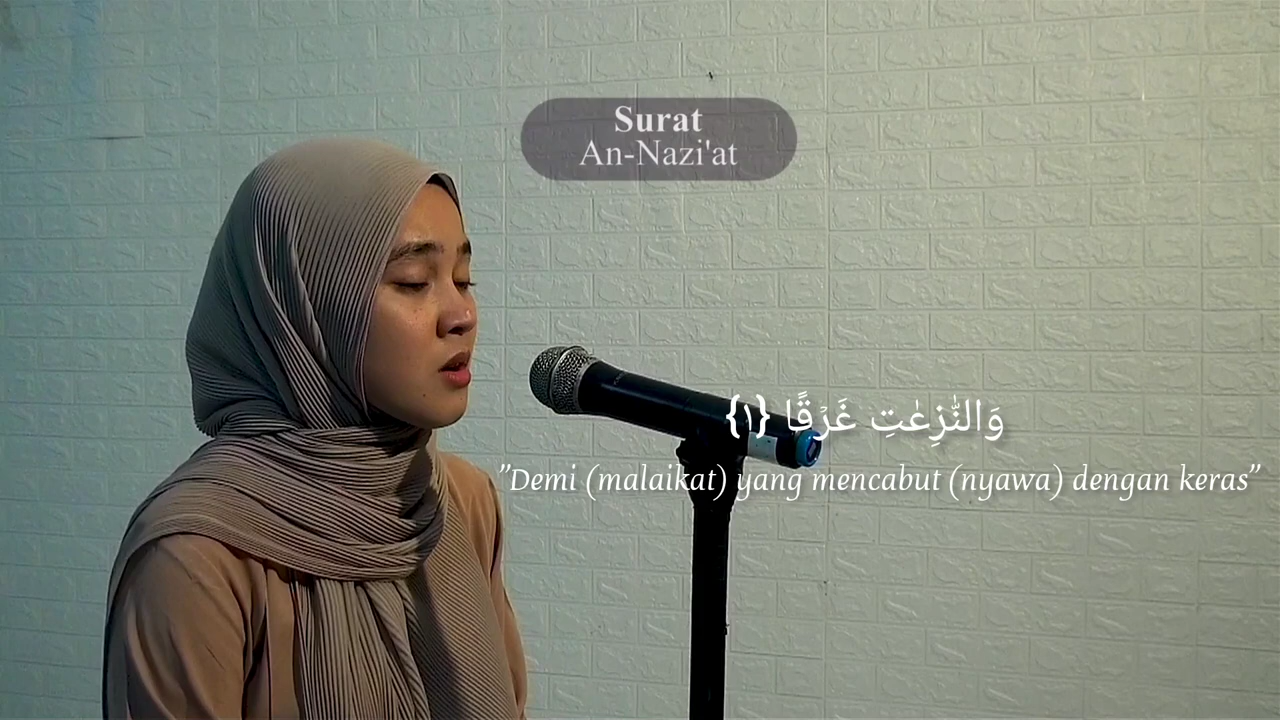 Surat
An-Nazi'at
وَالنّٰزِعٰتِ غَرْقًا {١}
"Demi (malaikat) yang mencabut (nyawa) dengan keras"